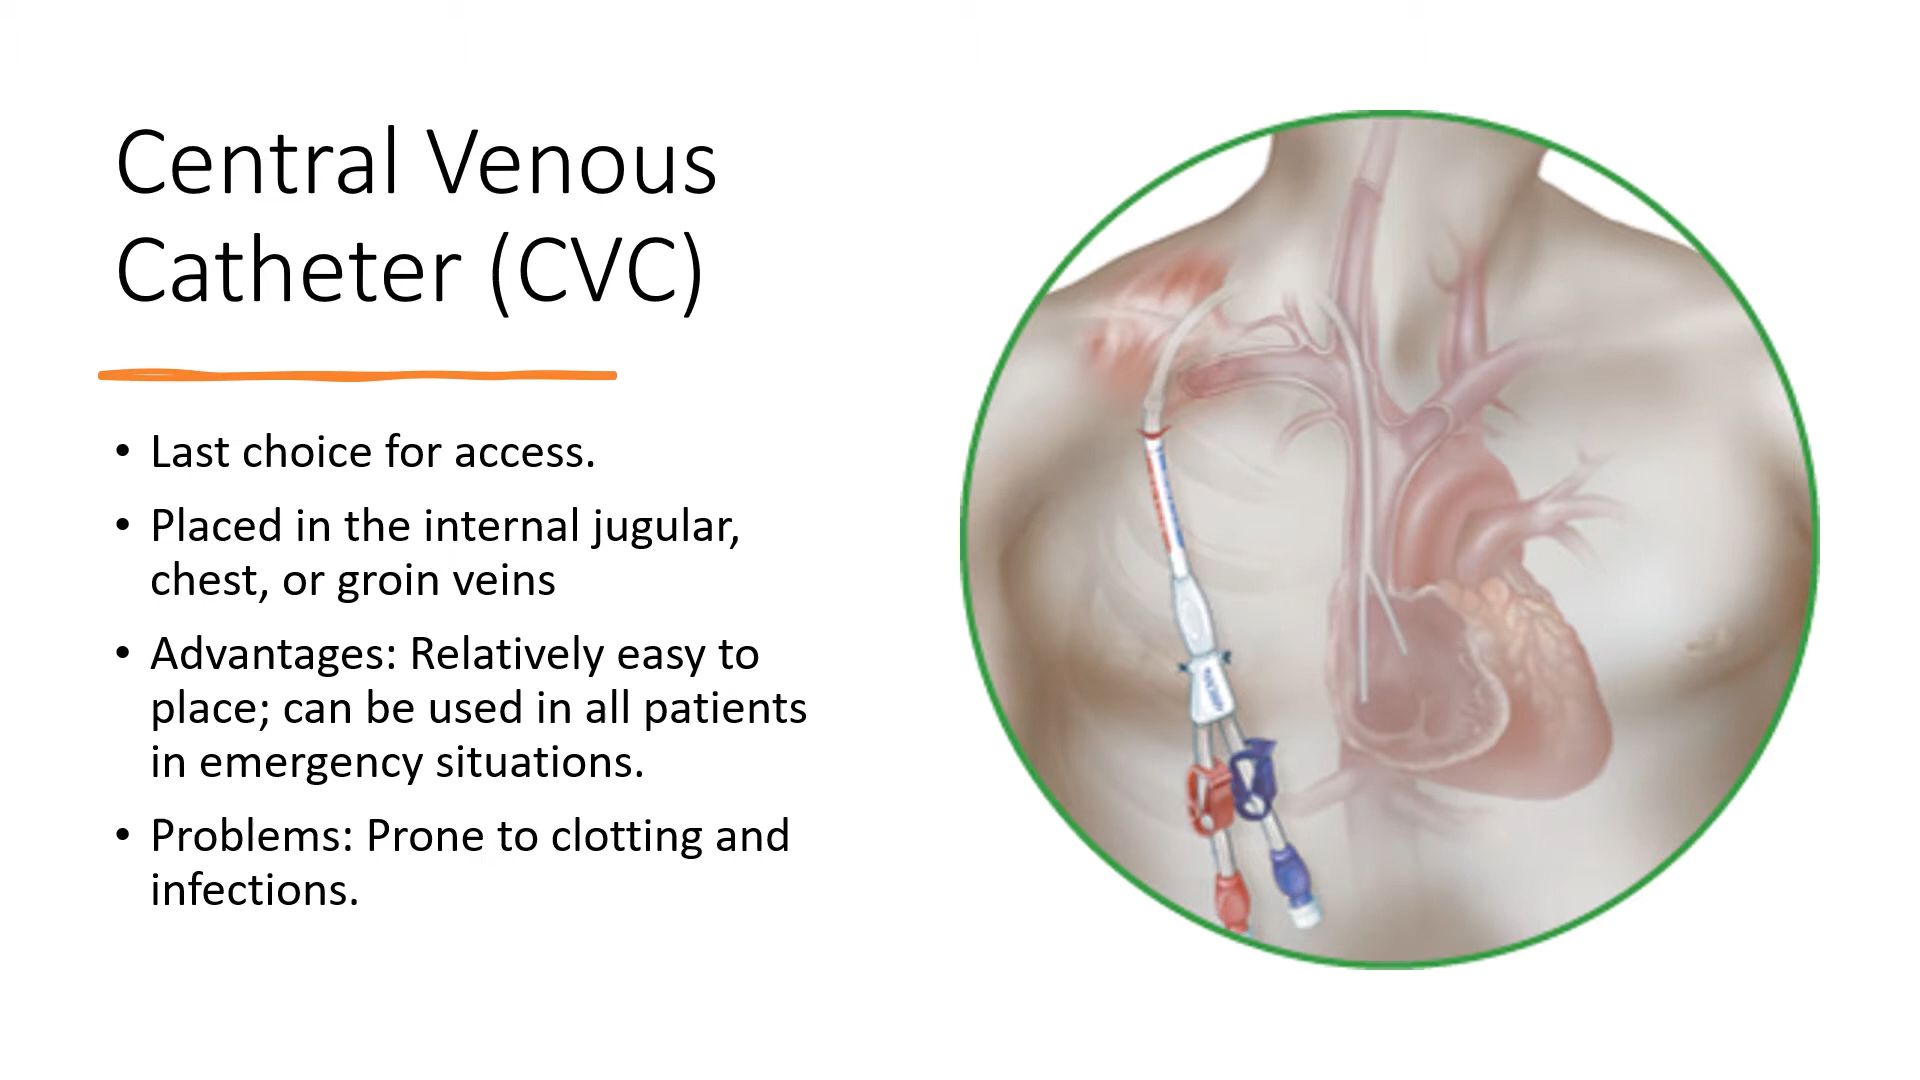 Central Venous
Catheter (CVC)
• Last choice for access.
• Placed in the internal jugular,
chest, or groin veins
• Advantages: Relatively easy to
place; can be used in all patients
in emergency situations.
• Problems: Prone to clotting and
infections.